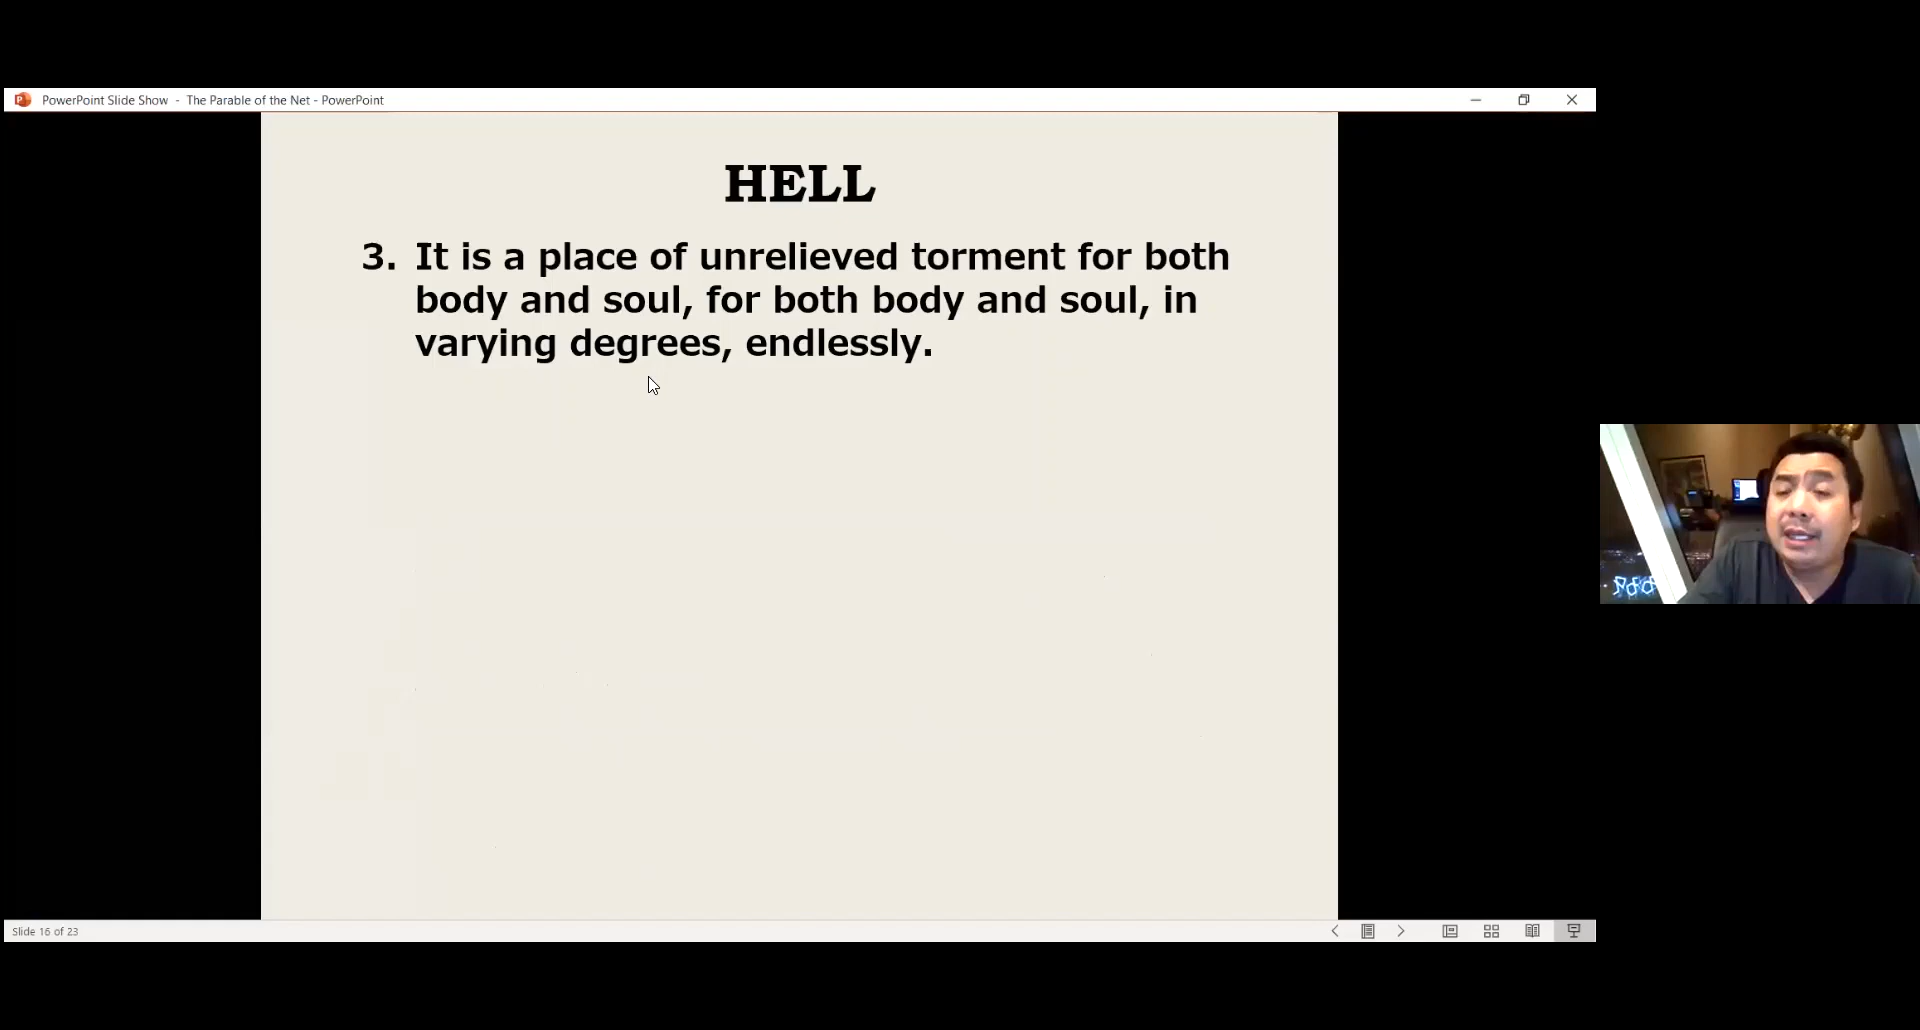 PowerPoint Slide Show - The Parable of the Net - PowerPoint
HELL
3. It is a place of unrelieved torment for both
body and soul, for both body and soul, in
varying degrees, endlessly.
Slide 16 of 23